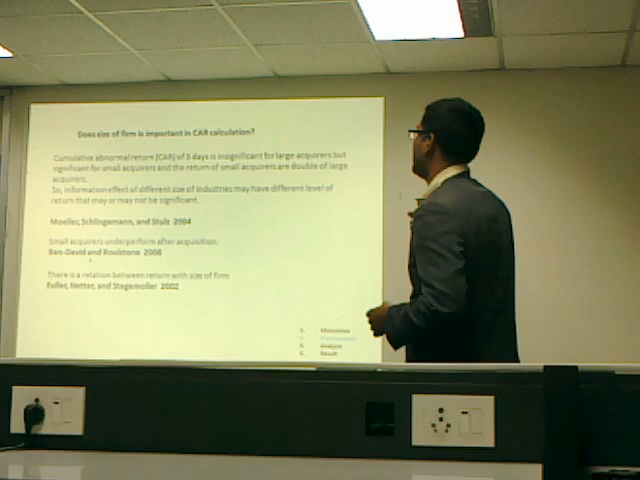 Does size of firm is important in CAR calculation?
Cumulative abnormal return (CAR) of 3 days is insignificant for large acquirers but
significant for small acquirers and the return of small acquirers are double of large
acquirers.
So, information effect of different size of industries may have different level of
return that may or may not be significant.
Moeller, Schlingemann, and Stulz 2004
Small acquirers underperform after acquisition.
Ben-David and Roulstone 2008
There is a relation between return with size of firm
Fuller, Netter, and Stegemoller 2002
Motivation
Analysis
Result